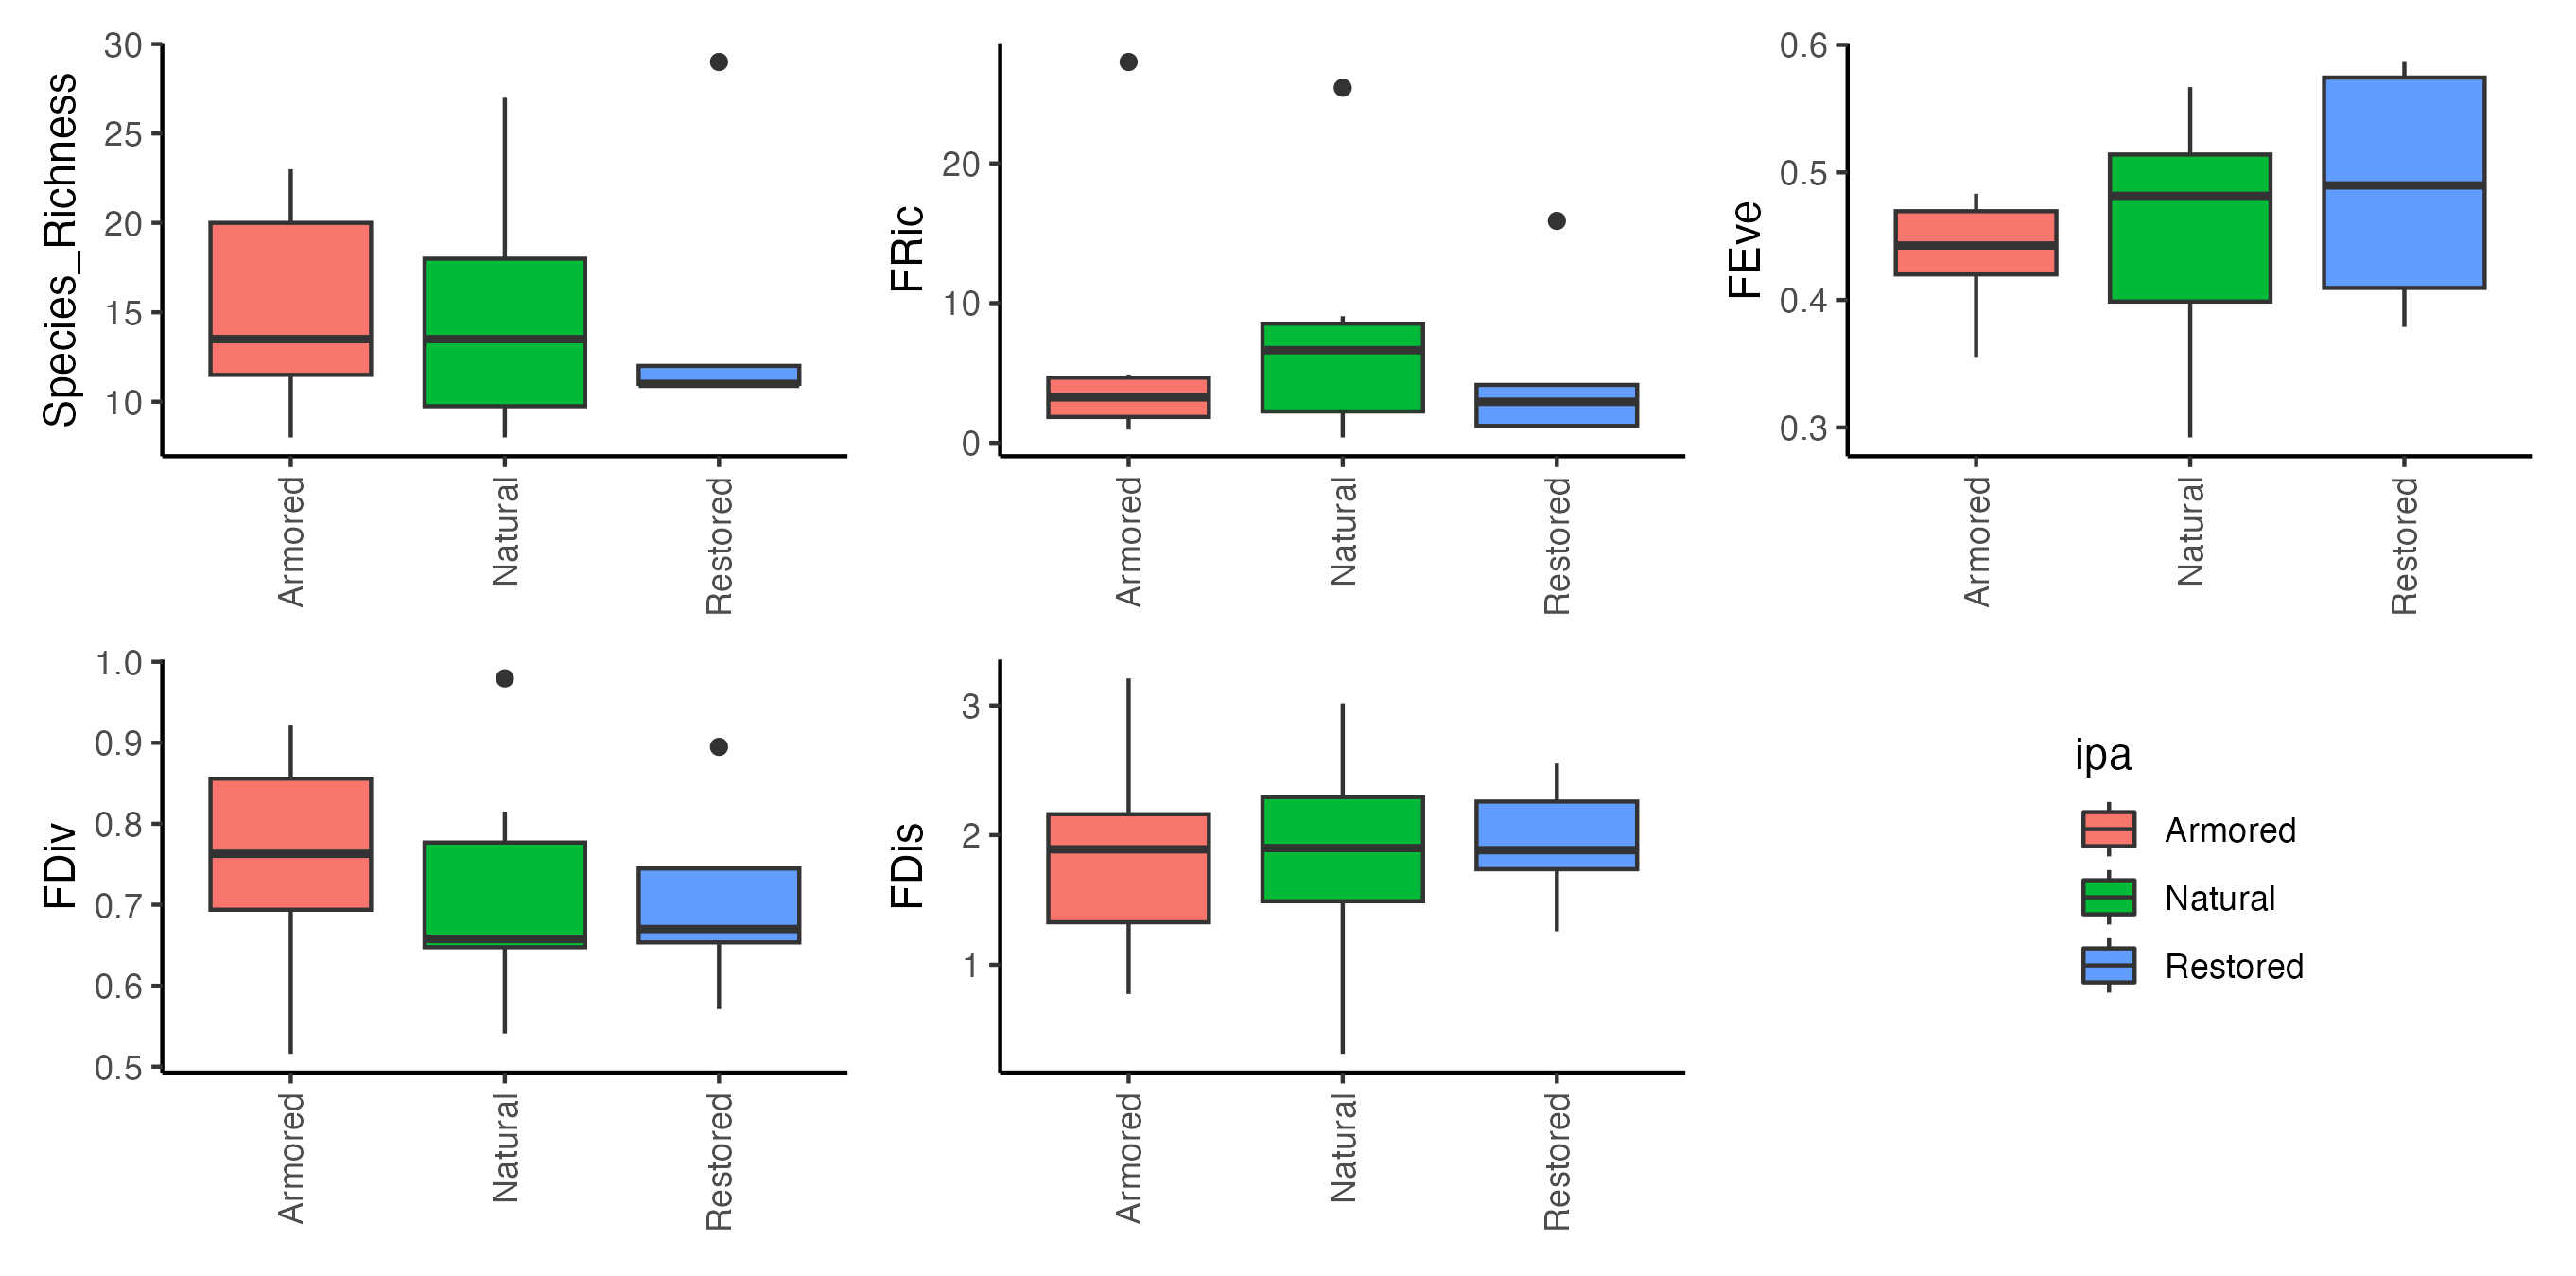 Species_Richness
30
25
20
15
10
Armored
Natural
Restored
FRic
20
10
0
Armored
Natural
Restored
FEve
0.6
0.5
0.4
0.3
Armored
Natural
Restored
FDiv
1.0
0.9
0.8
0.7
0.6
0.5
Armored
Natural
Restored
FDis
3
2
1
Armored
Natural
Restored
ipa
Armored
Natural
Restored